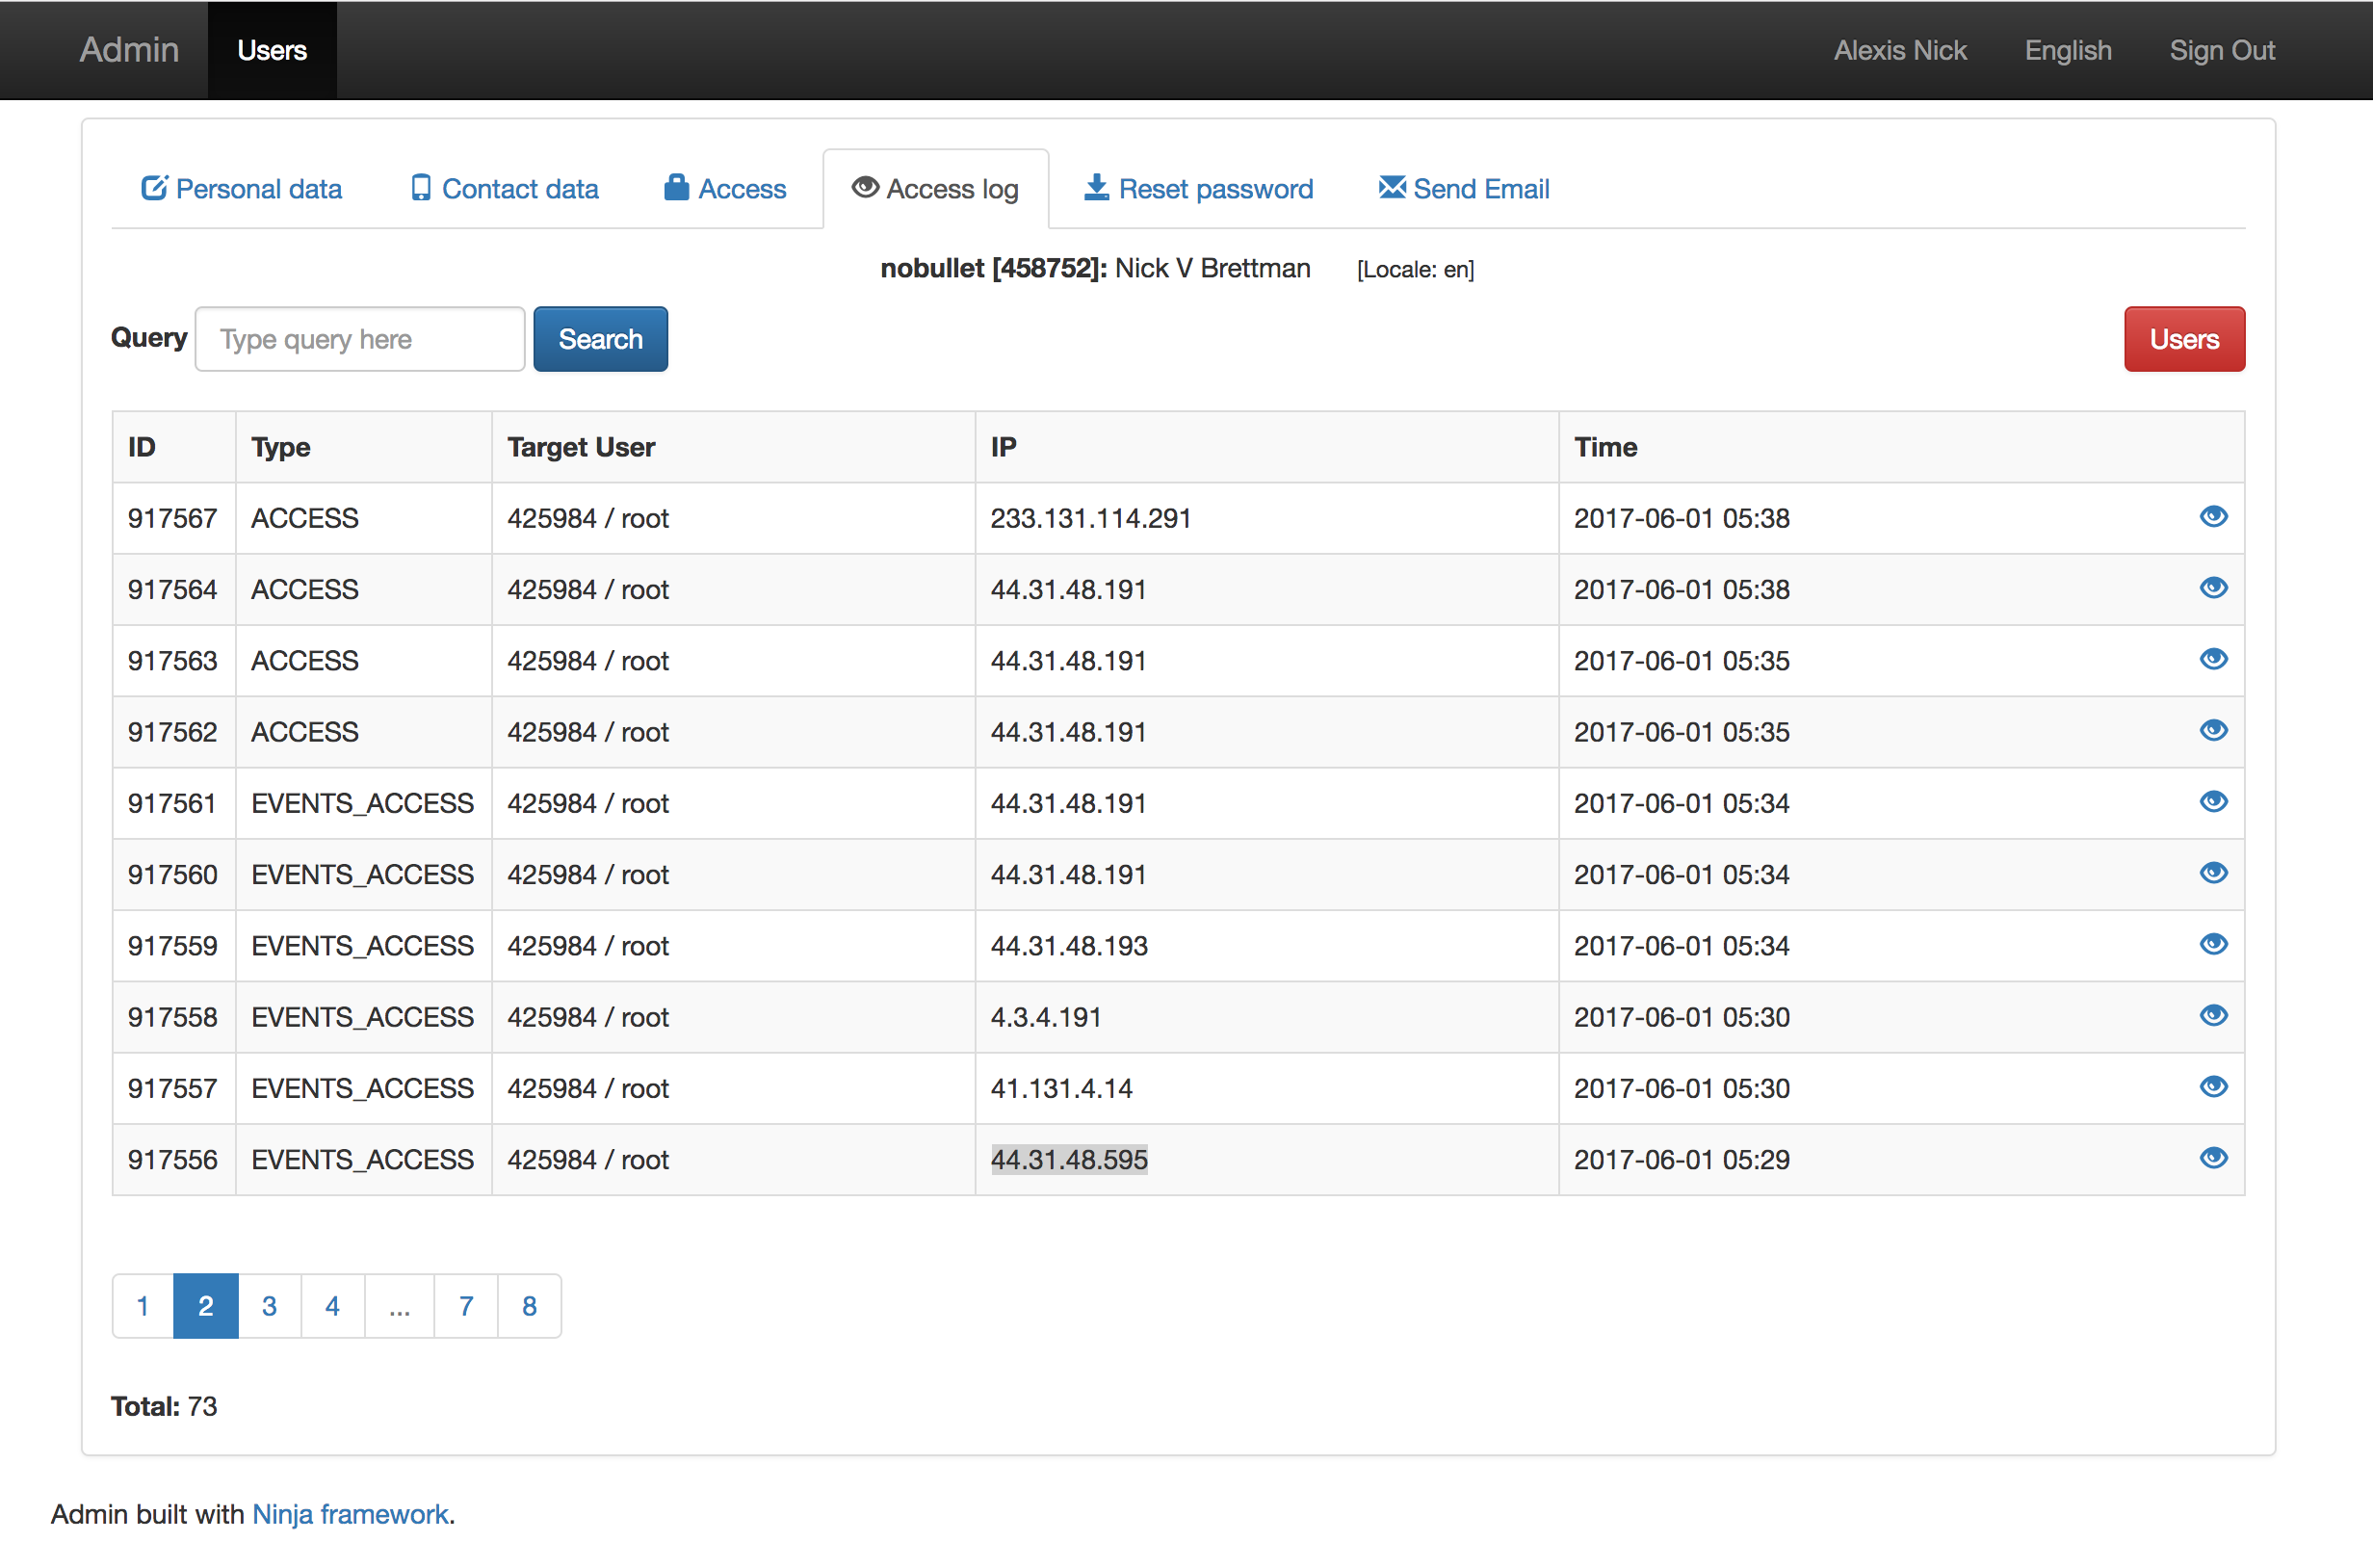 Admin Users Alexis Nick English Sign Out
Personal data Contact data Access Access log Reset password Send Email
nobullet [458752]: Nick V Brettman [Locale: en]
Query Type query here Search Users
ID Type Target User IP Time
917567 ACCESS 425984 / root 233.131.114.291 2017-06-01 05:38
917564 ACCESS 425984 / root 44.31.48.191 2017-06-01 05:38
917563 ACCESS 425984 / root 44.31.48.191 2017-06-01 05:35
917562 ACCESS 425984 / root 44.31.48.191 2017-06-01 05:35
917561 EVENTS_ACCESS 425984 / root 44.31.48.191 2017-06-01 05:34
917560 EVENTS_ACCESS 425984 / root 44.31.48.191 2017-06-01 05:34
917559 EVENTS_ACCESS 425984 / root 44.31.48.193 2017-06-01 05:34
917558 EVENTS_ACCESS 425984 / root 4.3.4.191 2017-06-01 05:30
917557 EVENTS_ACCESS 425984 / root 41.131.4.14 2017-06-01 05:30
917556 EVENTS_ACCESS 425984 / root 44.31.48.595 2017-06-01 05:29
1 2 3 4 ... 7 8
Total: 73
Admin built with Ninja framework.